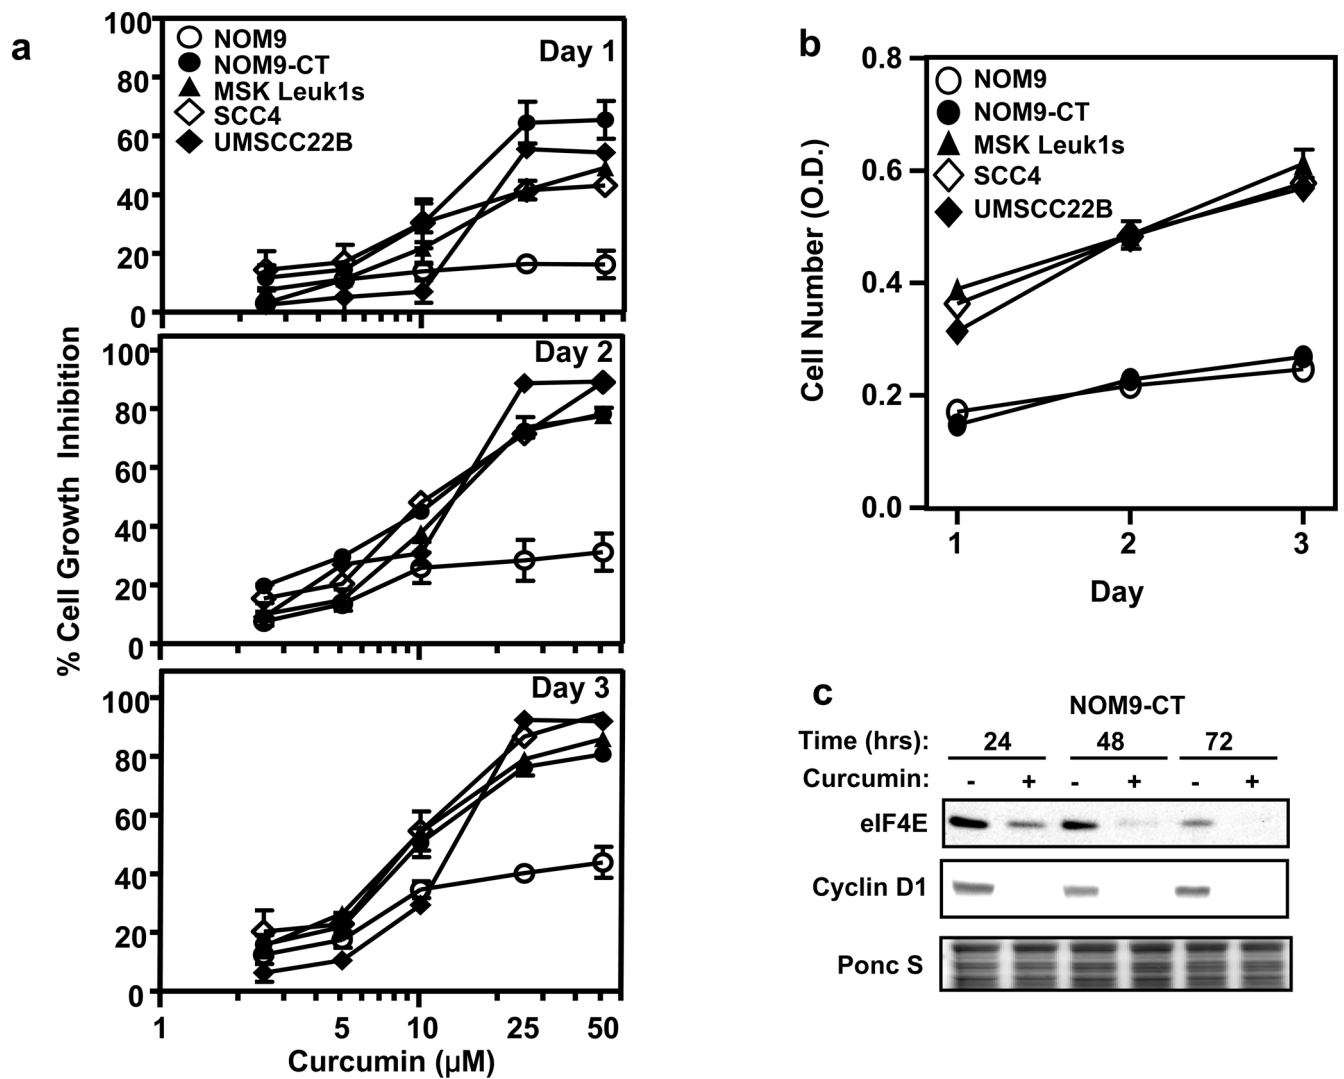 a
100
80
60
40
20
0
NOM9
NOM9-CT
MSK Leuk1s
SCC4
UMSCC22B
Day 1
100
80
60
40
20
0
Day 2
100
80
60
40
20
0
Day 3
1 5 10 25 50
Curcumin (µM)
% Cell Growth Inhibition
b
0.8
0.6
0.4
0.2
0.0
NOM9
NOM9-CT
MSK Leuk1s
SCC4
UMSCC22B
1 2 3
Day
Cell Number (O.D.)
c
NOM9-CT
Time (hrs): 24 48 72
Curcumin: - + - + - +
eIF4E
Cyclin D1
Ponc S